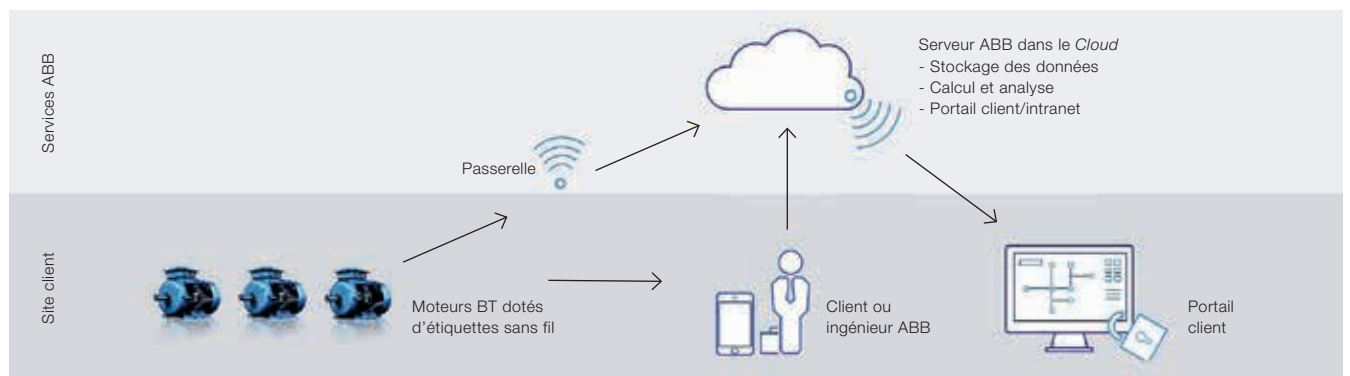 Services ABB
Serveur ABB dans le Cloud
- Stockage des données
- Calcul et analyse
- Portail client/intranet
Passerelle
Site client
Moteurs BT dotés
d’étiquettes sans fil
Client ou
ingénieur ABB
Portail
client